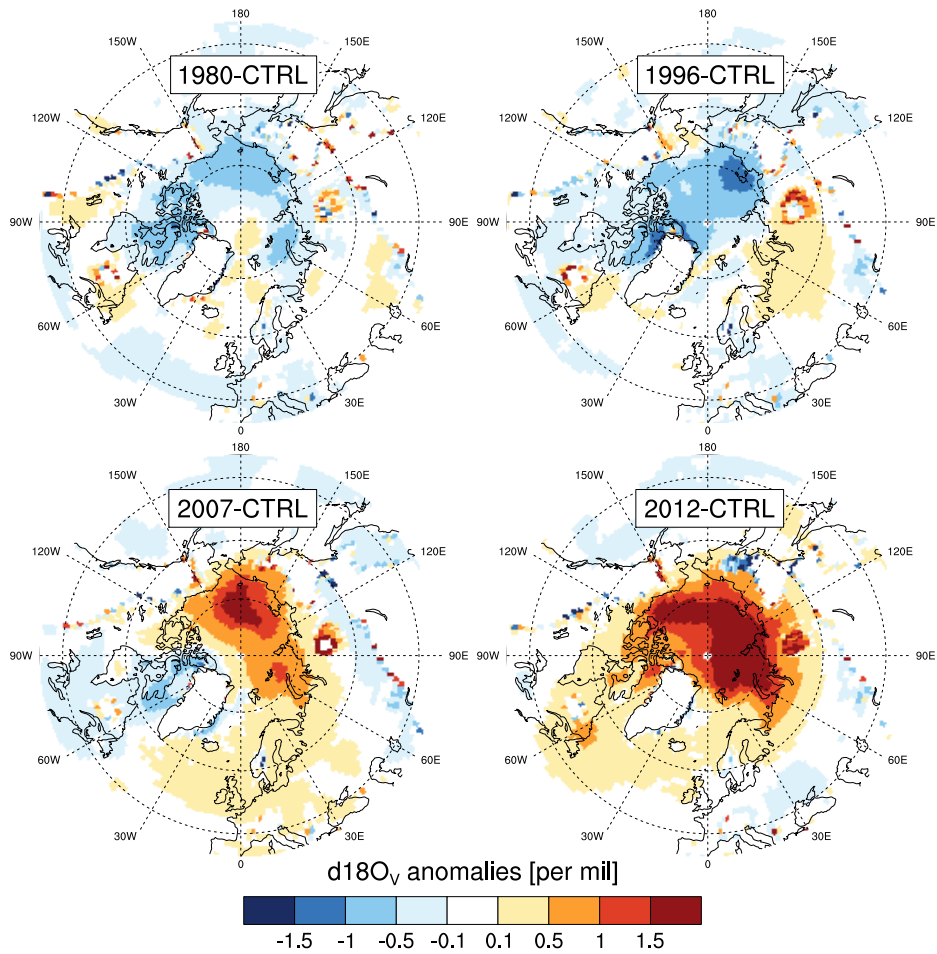 180
150W
150E
1980-CTRL
120W
120E
90W
90E
60W
60E
30W
30E
0
180
150W
150E
1996-CTRL
120W
120E
90W
90E
60W
60E
30W
30E
0
180
150W
150E
2007-CTRL
120W
120E
90W
90E
60W
60E
30W
30E
0
180
150W
150E
2012-CTRL
120W
120E
90W
90E
60W
60E
30W
30E
0
d18Oᵥ anomalies [per mil]
-1.5 -1 -0.5 -0.1 0.1 0.5 1 1.5